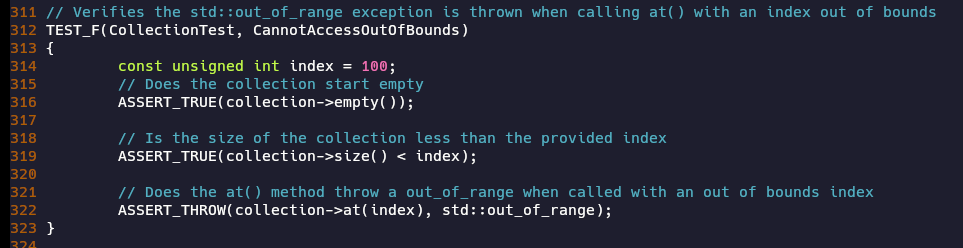 311 // Verifies the std::out_of_range exception is thrown when calling at() with an index out of bounds
312 TEST_F(CollectionTest, CannotAccessOutOfBounds)
313 {
314         const unsigned int index = 100;
315         // Does the collection start empty
316         ASSERT_TRUE(collection->empty());
317
318         // Is the size of the collection less than the provided index
319         ASSERT_TRUE(collection->size() < index);
320
321         // Does the at() method throw a out_of_range when called with an out of bounds index
322         ASSERT_THROW(collection->at(index), std::out_of_range);
323 }
324